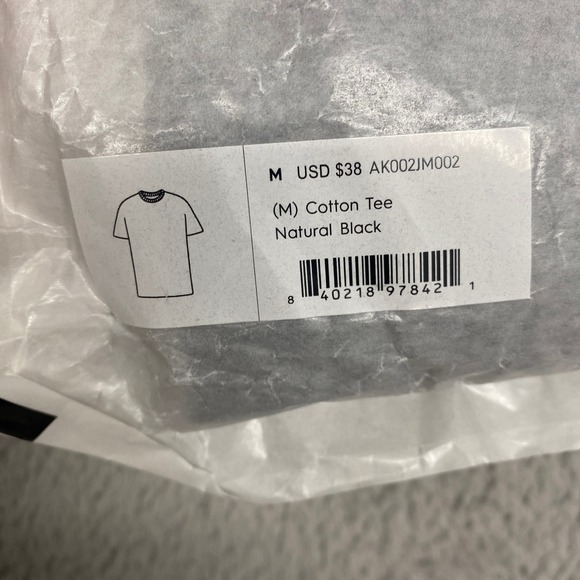 M USD $38 AK002JM002
(M) Cotton Tee
Natural Black
8 40218 97842 1